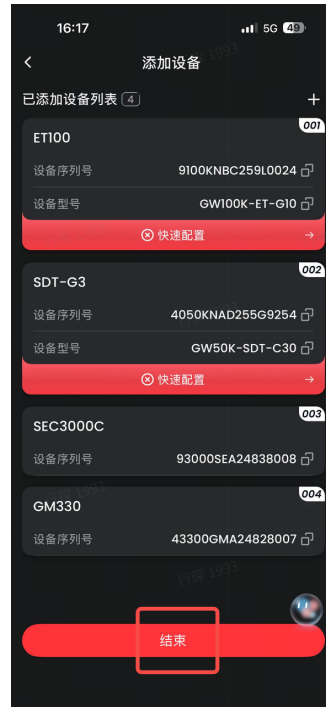 16:17
5G 49
添加设备
已添加设备列表 4
001
ET100
设备序列号 9100KNBC259L0024
设备型号 GW100K-ET-G10
快速配置
002
SDT-G3
设备序列号 4050KNAD255G9254
设备型号 GW50K-SDT-C30
快速配置
003
SEC3000C
设备序列号 93000SEA24838008
004
GM330
设备序列号 43300GMA24828007
行琛 1993
结束